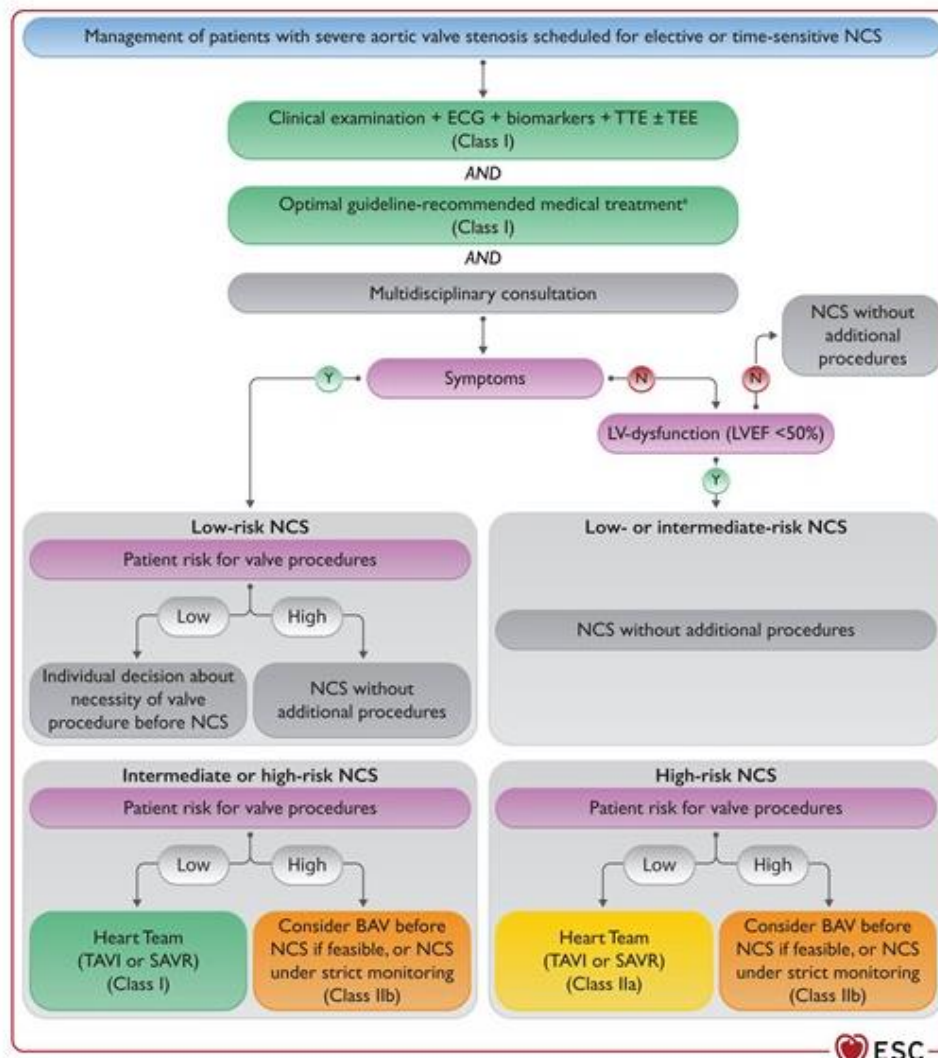 Management of patients with severe aortic valve stenosis scheduled for elective or time-sensitive NCS
Clinical examination + ECG + biomarkers + TTE ± TEE
(Class I)
AND
Optimal guideline-recommended medical treatmentᵃ
(Class I)
AND
Multidisciplinary consultation
NCS without
additional
procedures
Y
Symptoms
N
N
LV-dysfunction (LVEF <50%)
Y
Low-risk NCS
Patient risk for valve procedures
Low
High
Individual decision about
necessity of valve
procedure before NCS
NCS without
additional procedures
Low- or intermediate-risk NCS
NCS without additional procedures
Intermediate or high-risk NCS
Patient risk for valve procedures
Low
High
Heart Team
(TAVI or SAVR)
(Class I)
Consider BAV before
NCS if feasible, or NCS
under strict monitoring
(Class IIb)
High-risk NCS
Patient risk for valve procedures
Low
High
Heart Team
(TAVI or SAVR)
(Class IIa)
Consider BAV before
NCS if feasible, or NCS
under strict monitoring
(Class IIb)
ESC